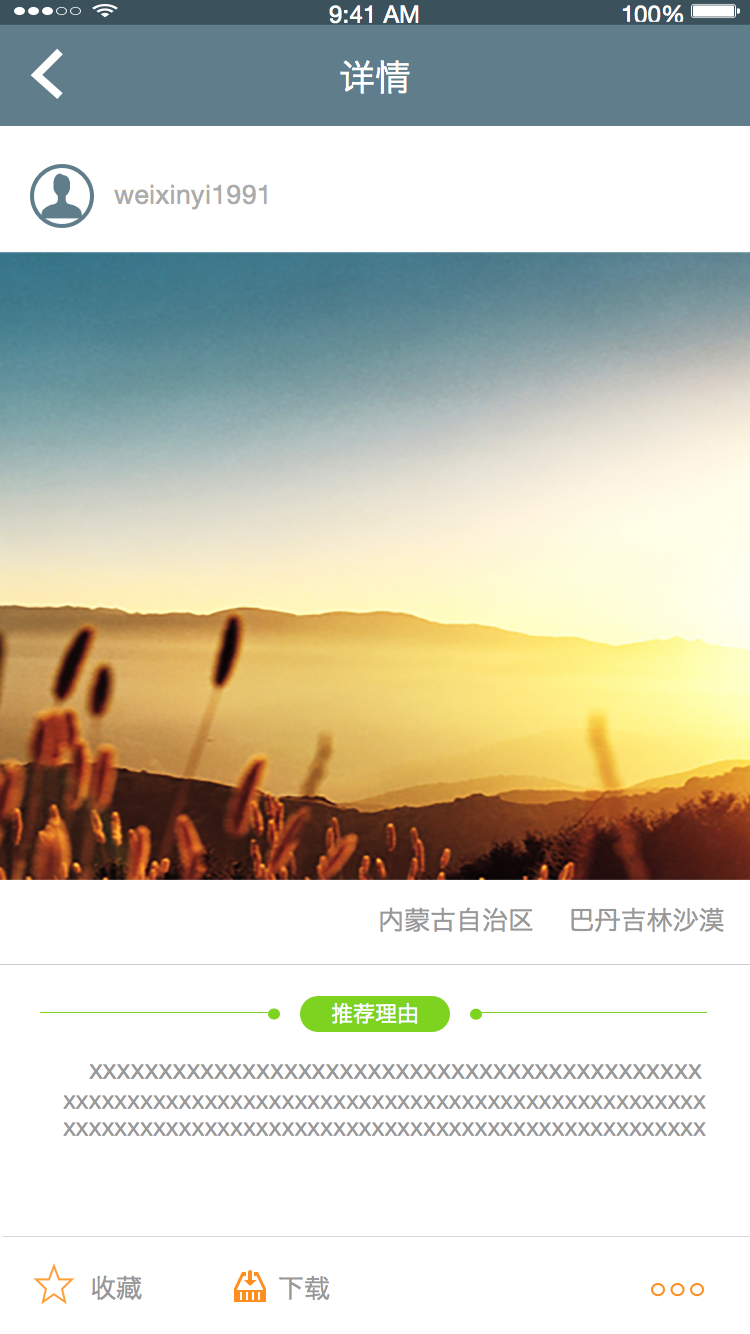 9:41 AM 100%
详情
weixinyi1991
内蒙古自治区 巴丹吉林沙漠
推荐理由
xxxxxxxxxxxxxxxxxxxxxxxxxxxxxxxxxxxxxxxxxxxx
xxxxxxxxxxxxxxxxxxxxxxxxxxxxxxxxxxxxxxxxxxxxxxxxxx
xxxxxxxxxxxxxxxxxxxxxxxxxxxxxxxxxxxxxxxxxxxxxxxxxx
收藏 下载